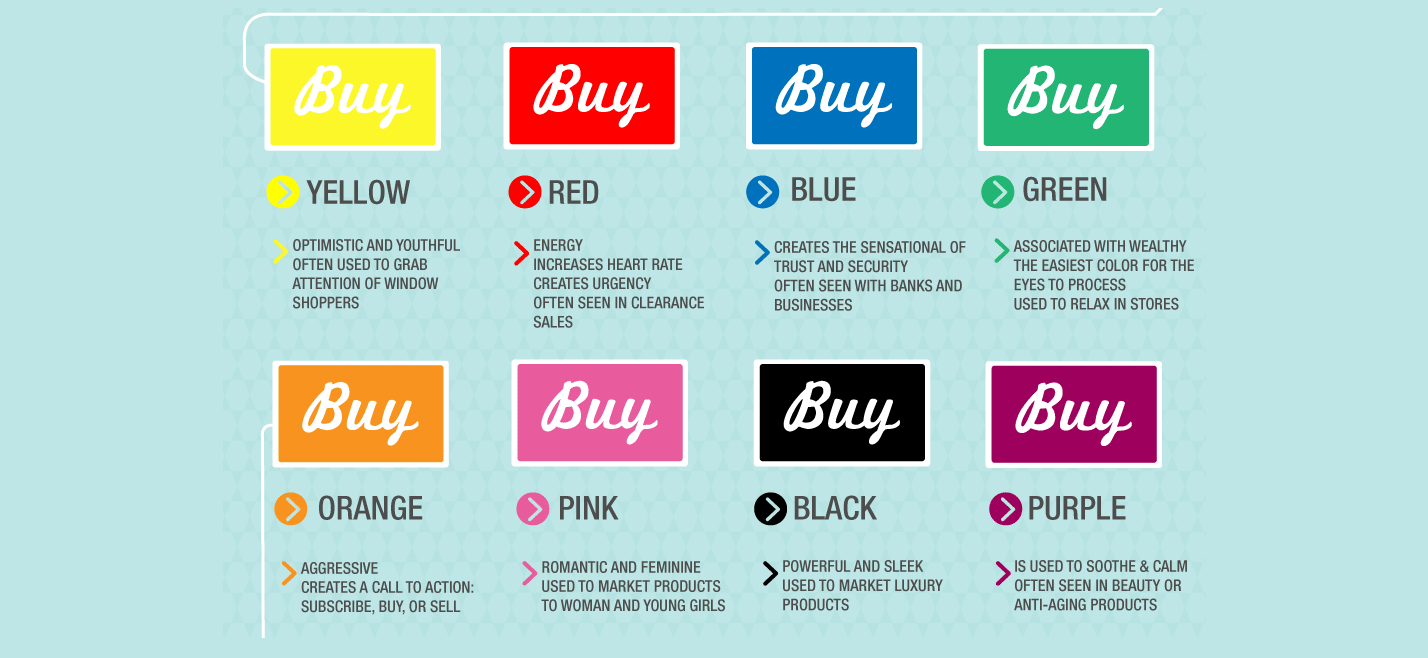 Buy
YELLOW
OPTIMISTIC AND YOUTHFUL
OFTEN USED TO GRAB
ATTENTION OF WINDOW
SHOPPERS
Buy
RED
ENERGY
INCREASES HEART RATE
CREATES URGENCY
OFTEN SEEN IN CLEARANCE
SALES
Buy
BLUE
CREATES THE SENSATIONAL OF
TRUST AND SECURITY
OFTEN SEEN WITH BANKS AND
BUSINESSES
Buy
GREEN
ASSOCIATED WITH WEALTHY
THE EASIEST COLOR FOR THE
EYES TO PROCESS
USED TO RELAX IN STORES
Buy
ORANGE
AGGRESSIVE
CREATES A CALL TO ACTION:
SUBSCRIBE, BUY, OR SELL
Buy
PINK
ROMANTIC AND FEMININE
USED TO MARKET PRODUCTS
TO WOMAN AND YOUNG GIRLS
Buy
BLACK
POWERFUL AND SLEEK
USED TO MARKET LUXURY
PRODUCTS
Buy
PURPLE
IS USED TO SOOTHE & CALM
OFTEN SEEN IN BEAUTY OR
ANTI-AGING PRODUCTS